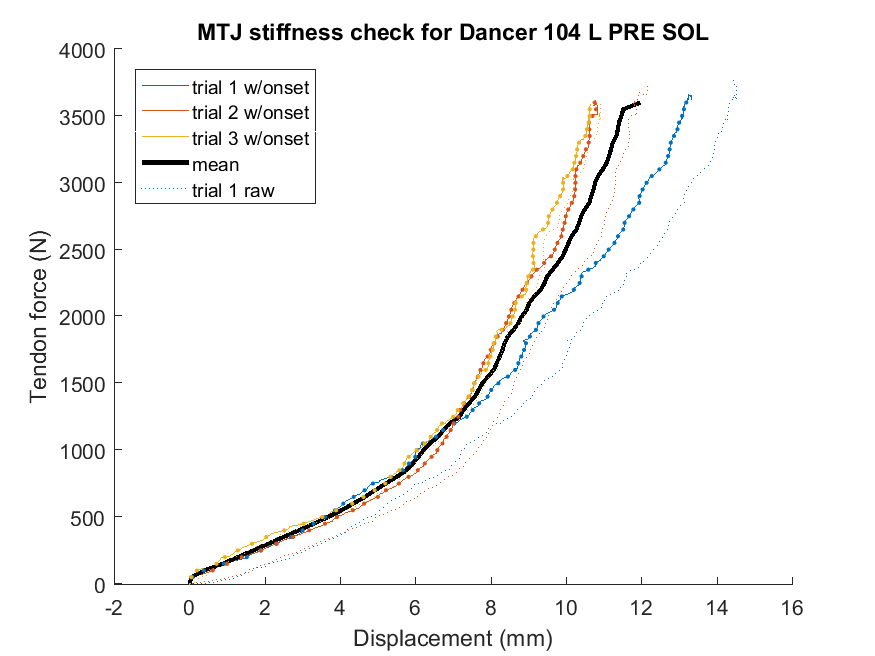 MTJ stiffness check for Dancer 104 L PRE SOL
4000
3500
3000
2500
2000
1500
1000
500
0
Tendon force (N)
trial 1 w/onset
trial 2 w/onset
trial 3 w/onset
mean
trial 1 raw
-2 0 2 4 6 8 10 12 14 16
Displacement (mm)